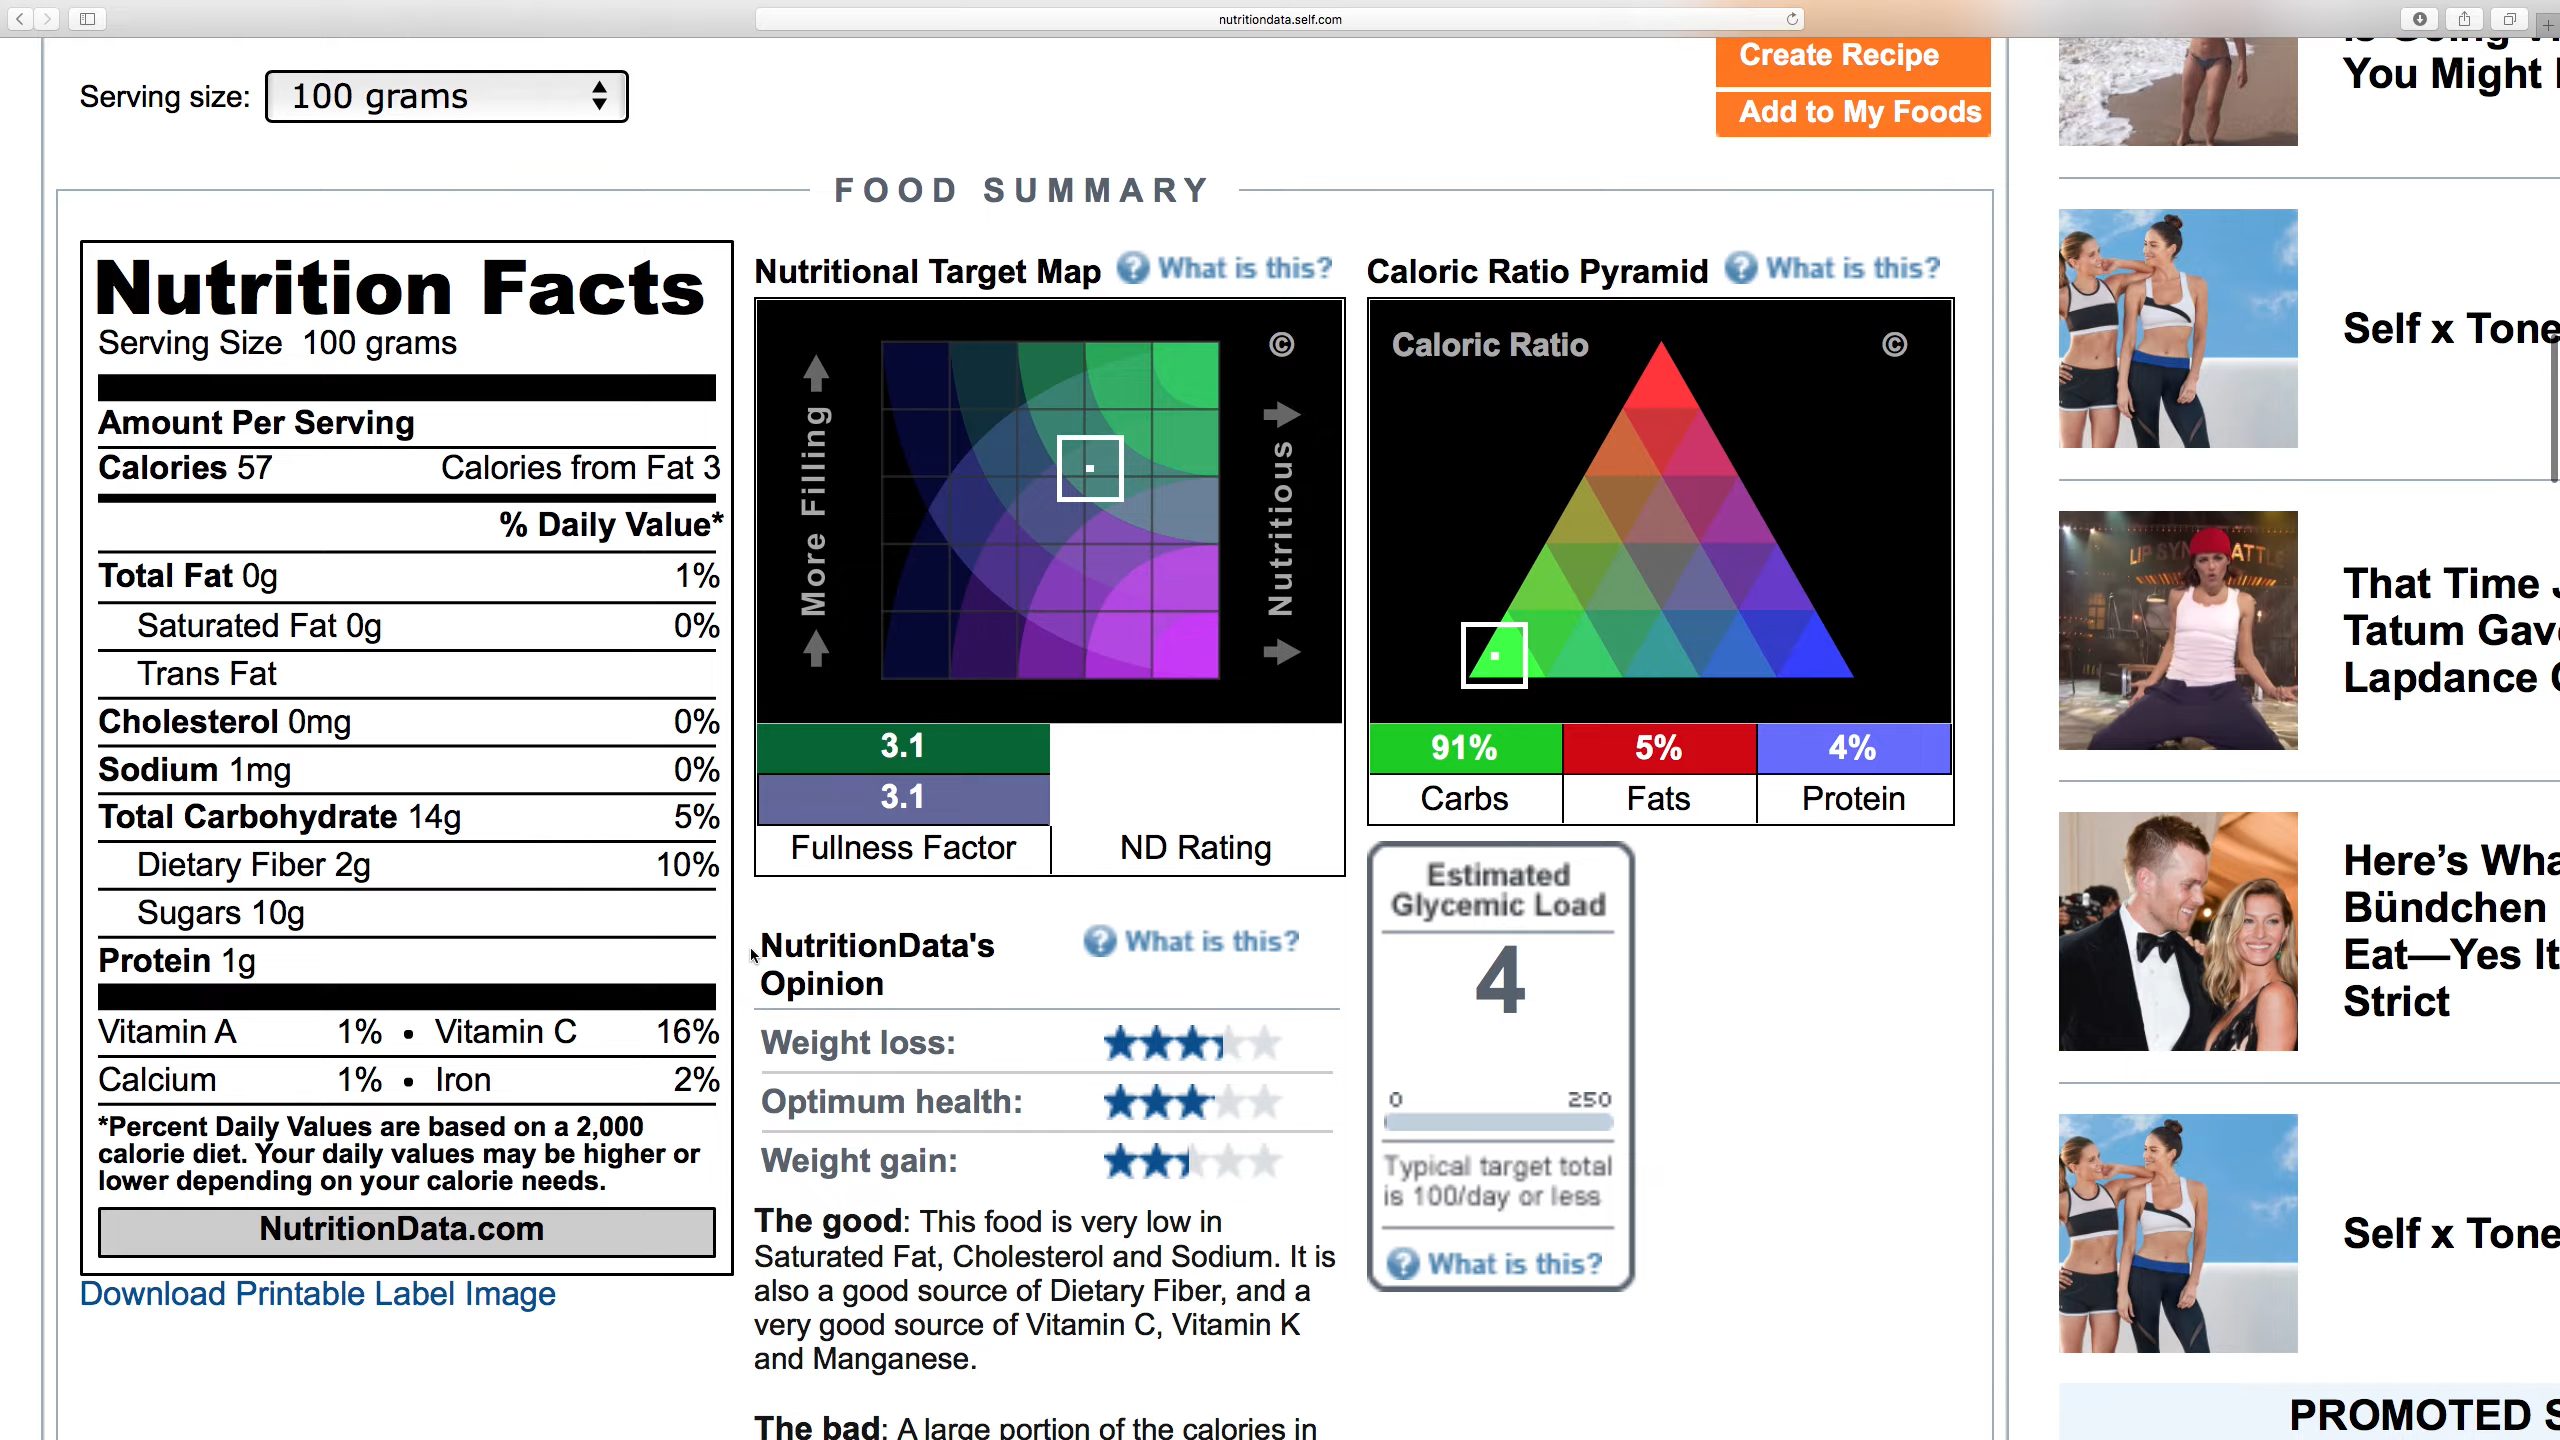 nutritiondata.self.com
Serving size: 100 grams
Create Recipe
Add to My Foods
FOOD SUMMARY
Nutrition Facts
Serving Size 100 grams
Amount Per Serving
Calories 57 Calories from Fat 3
% Daily Value*
Total Fat 0g 1%
Saturated Fat 0g 0%
Trans Fat
Cholesterol 0mg 0%
Sodium 1mg 0%
Total Carbohydrate 14g 5%
Dietary Fiber 2g 10%
Sugars 10g
Protein 1g
Vitamin A 1% • Vitamin C 16%
Calcium 1% • Iron 2%
*Percent Daily Values are based on a 2,000
calorie diet. Your daily values may be higher or
lower depending on your calorie needs.
NutritionData.com
Download Printable Label Image
Nutritional Target Map ? What is this?
©
More Filling
Nutritious
3.1
3.1
Fullness Factor ND Rating
NutritionData's ? What is this?
Opinion
Weight loss:
Optimum health:
Weight gain:
The good: This food is very low in
Saturated Fat, Cholesterol and Sodium. It is
also a good source of Dietary Fiber, and a
very good source of Vitamin C, Vitamin K
and Manganese.
The bad: A large portion of the calories in
Caloric Ratio Pyramid ? What is this?
Caloric Ratio ©
91% 5% 4%
Carbs Fats Protein
Estimated
Glycemic Load
4
0 250
Typical target total
is 100/day or less
? What is this?
You Might
Self x Tone
That Time
Tatum Gave
Lapdance
Here's Wha
Bündchen
Eat—Yes It
Strict
Self x Tone
PROMOTED S